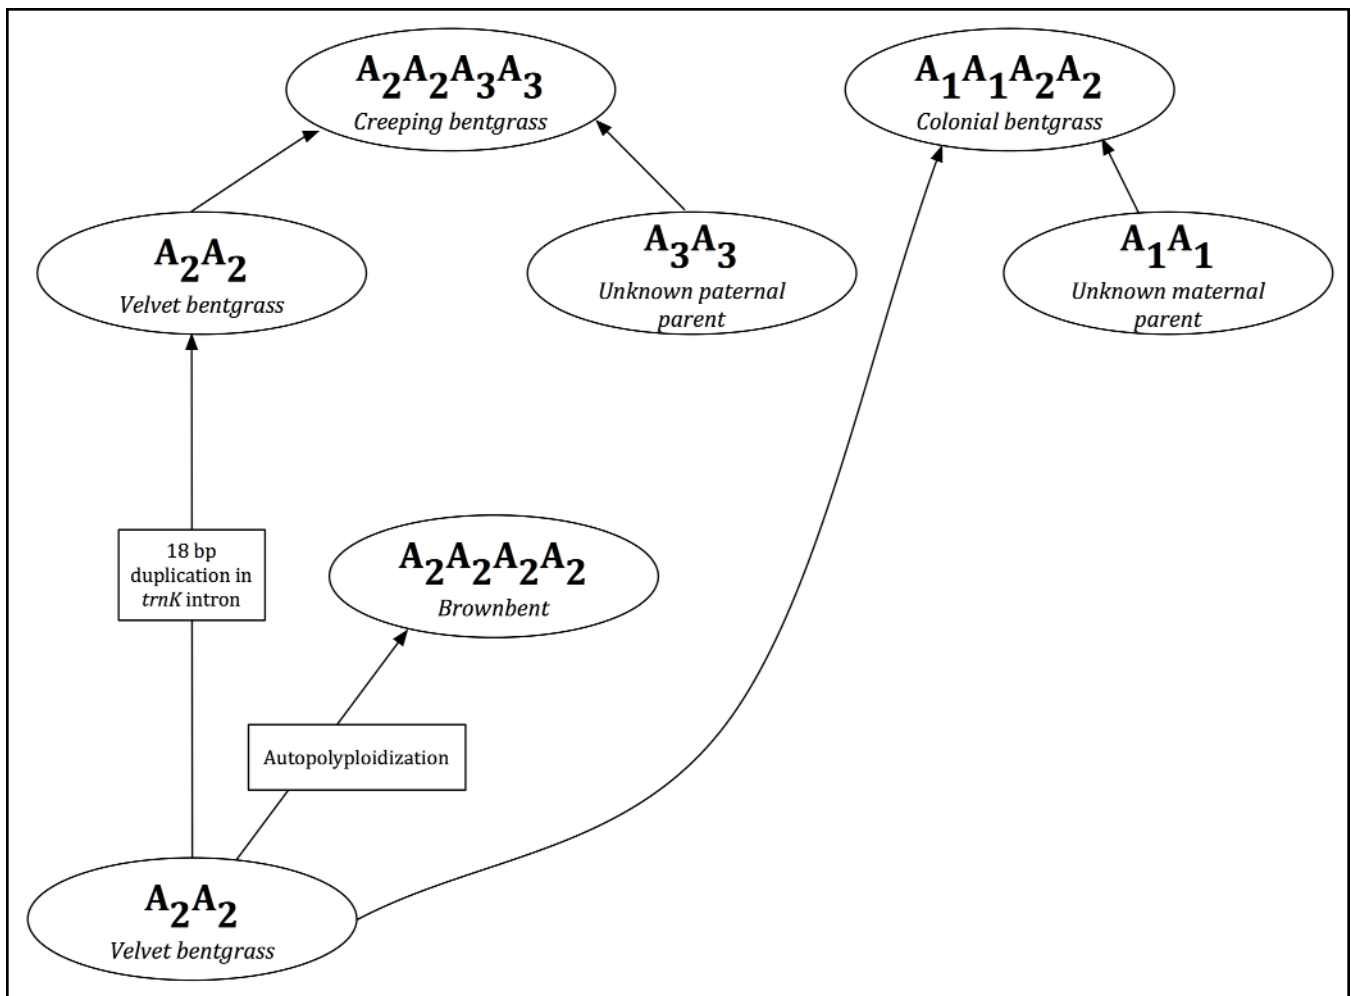 A2A2A3A3
Creeping bentgrass
A1A1A2A2
Colonial bentgrass
A2A2
Velvet bentgrass
A3A3
Unknown paternal
parent
A1A1
Unknown maternal
parent
18 bp
duplication in
trnK intron
A2A2A2A2
Brownbent
Autopolyploidization
A2A2
Velvet bentgrass